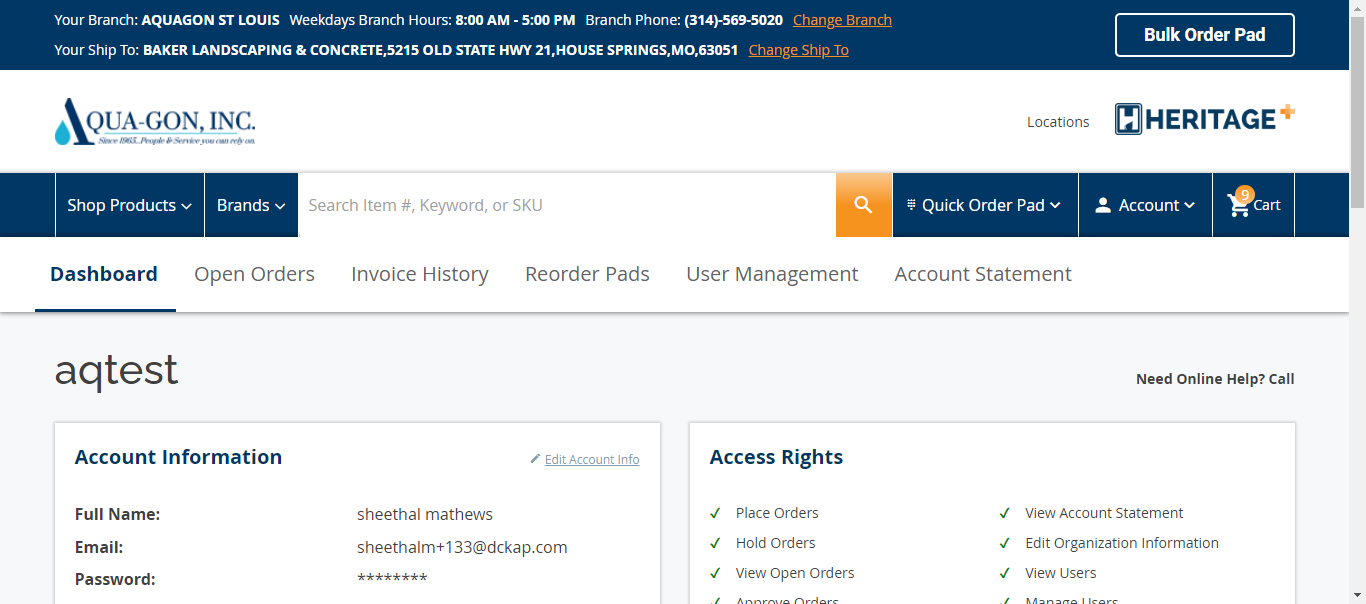 Your Branch: AQUAGON ST LOUIS Weekdays Branch Hours: 8:00 AM - 5:00 PM Branch Phone: (314)-569-5020 Change Branch
Your Ship To: BAKER LANDSCAPING & CONCRETE,5215 OLD STATE HWY 21,HOUSE SPRINGS,MO,63051 Change Ship To
Bulk Order Pad
AQUA-GON, INC.
Since 1965...People & Service you can rely on.
Locations
HERITAGE+
Shop Products
Brands
Search Item #, Keyword, or SKU
Quick Order Pad
Account
9
Cart
Dashboard Open Orders Invoice History Reorder Pads User Management Account Statement
aqtest
Need Online Help? Call
Account Information
Edit Account Info
Full Name: sheethal mathews
Email: sheethalm+133@dckap.com
Password: ********
Access Rights
Place Orders
Hold Orders
View Open Orders
Approve Orders
View Account Statement
Edit Organization Information
View Users
Manage Users